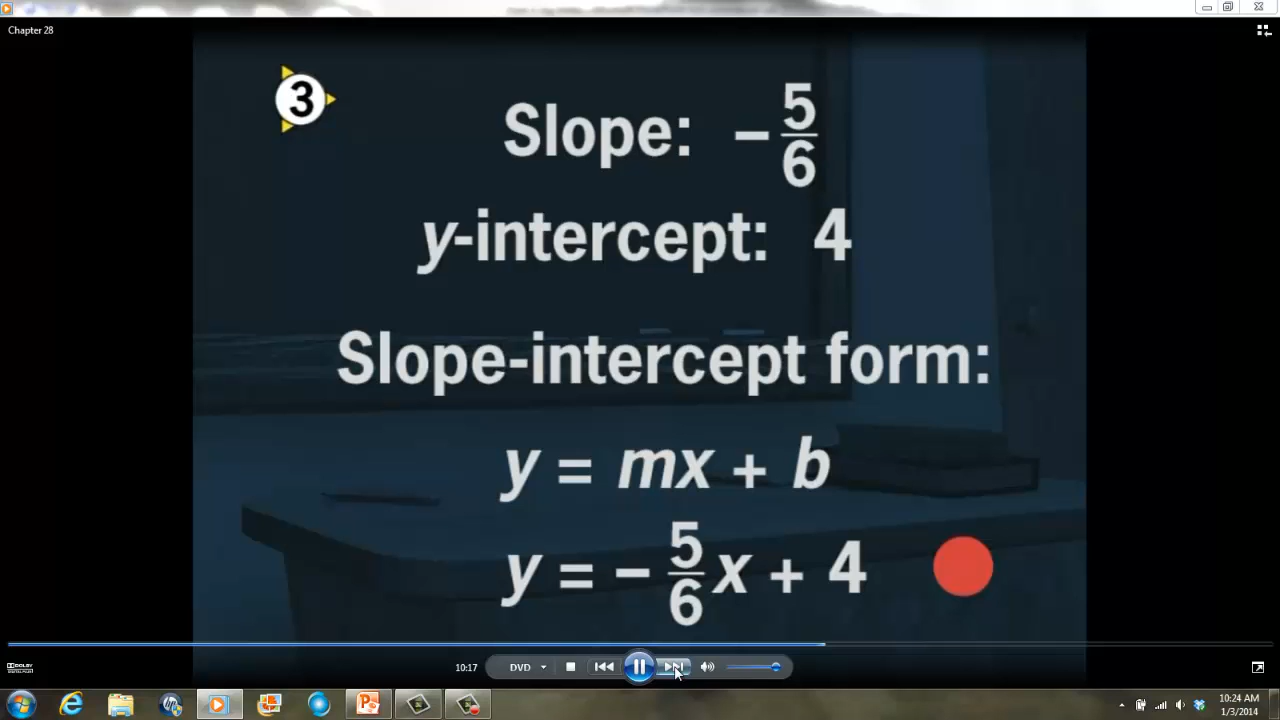 Chapter 28
3
Slope: -5/6
y-intercept: 4
Slope-intercept form:
y = mx + b
y = -5/6x + 4
10:17
DVD
10:24 AM
1/3/2014